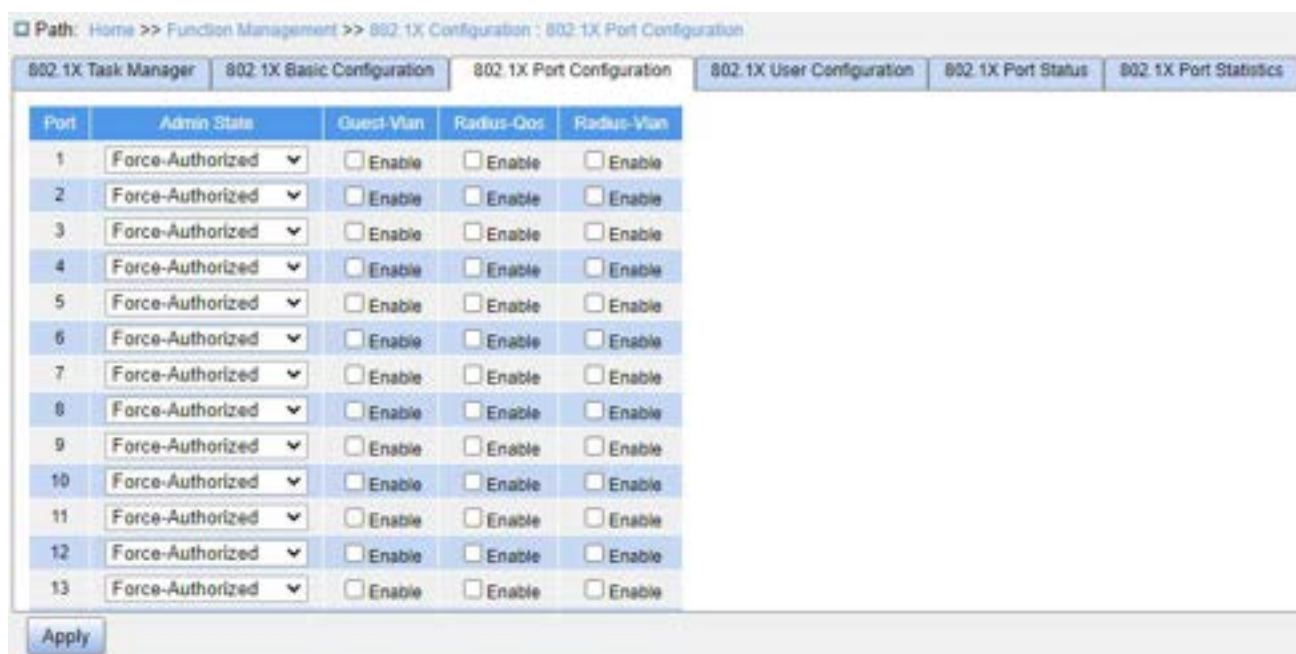 Path: Home >> Function Management >> 802.1X Configuration : 802.1X Port Configuration
802.1X Task Manager 802.1X Basic Configuration 802.1X Port Configuration 802.1X User Configuration 802.1X Port Status 802.1X Port Statistics
Port Admin State Guest-Vlan Radius-Qos Radius-Vlan
1 Force-Authorized Enable Enable Enable
2 Force-Authorized Enable Enable Enable
3 Force-Authorized Enable Enable Enable
4 Force-Authorized Enable Enable Enable
5 Force-Authorized Enable Enable Enable
6 Force-Authorized Enable Enable Enable
7 Force-Authorized Enable Enable Enable
8 Force-Authorized Enable Enable Enable
9 Force-Authorized Enable Enable Enable
10 Force-Authorized Enable Enable Enable
11 Force-Authorized Enable Enable Enable
12 Force-Authorized Enable Enable Enable
13 Force-Authorized Enable Enable Enable
Apply